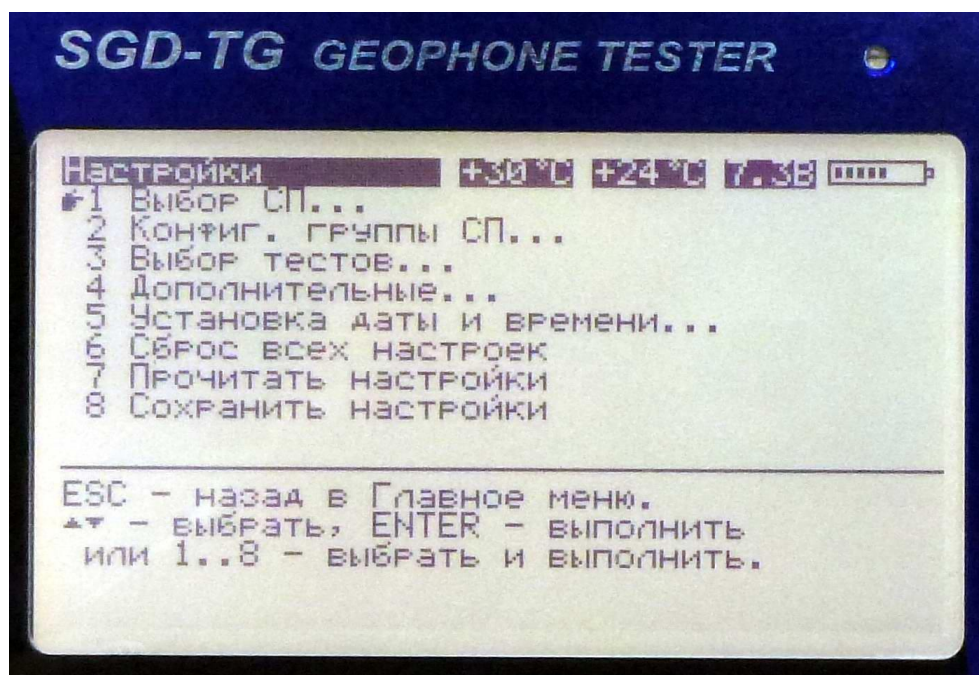 SGD-TG GEOPHONE TESTER
Настройки +30°C +24°C 7.3В
1 Выбор СП...
2 Конфиг. группы СП...
3 Выбор тестов...
4 Дополнительные...
5 Установка даты и времени...
6 Сброс всех настроек
7 Прочитать настройки
8 Сохранить настройки
ESC - назад в Главное меню.
▲▼ - выбрать, ENTER - выполнить
или 1..8 - выбрать и выполнить.